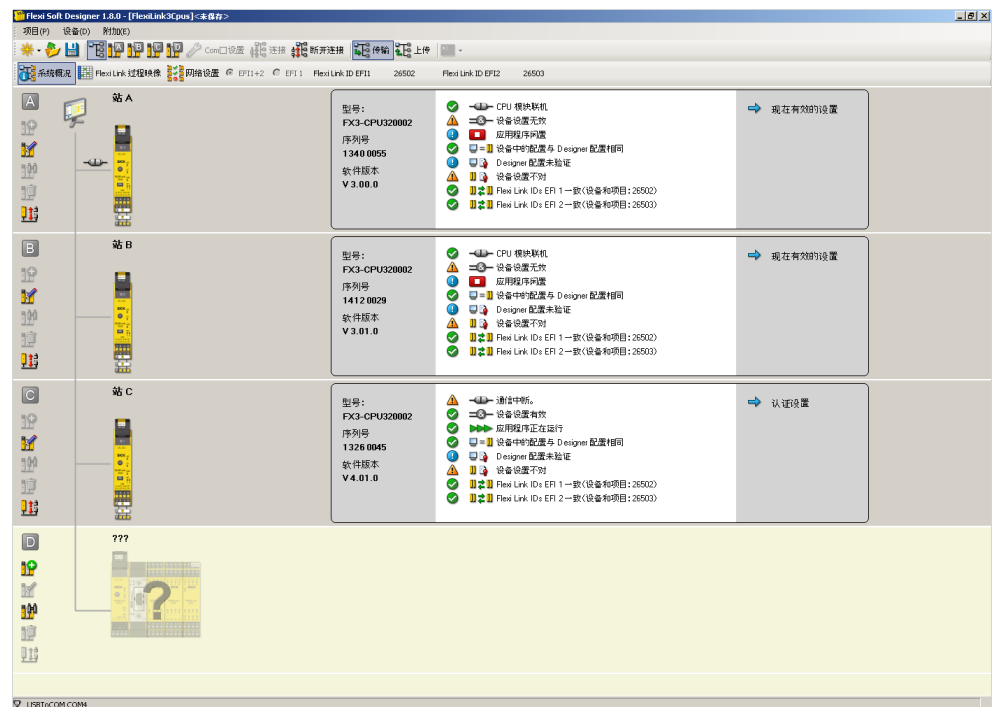 Flexi Soft Designer 1.8.0 - [FlexiLink3Cpus]<未保存>
项目(P) 设备(D) 附加(E)
A B C D Com口设置 连接 断开连接 传输 上传
系统概况 Flexi Link 过程映像 网络设置 EFI1+2 EFI 1 Flexi Link ID EFI1 26502 Flexi Link ID EFI2 26503
A
站 A
型号:
FX3-CPU320002
序列号
1340 0055
软件版本
V 3.00.0
CPU 模块联机
设备设置无效
应用程序闲置
设备中的配置与 Designer 配置相同
Designer 配置未验证
设备设置不对
Flexi Link IDs EFI 1 一致(设备和项目:26502)
Flexi Link IDs EFI 2 一致(设备和项目:26503)
现在有效的设置
B
站 B
型号:
FX3-CPU320002
序列号
1412 0029
软件版本
V 3.01.0
CPU 模块联机
设备设置无效
应用程序闲置
设备中的配置与 Designer 配置相同
Designer 配置未验证
设备设置不对
Flexi Link IDs EFI 1 一致(设备和项目:26502)
Flexi Link IDs EFI 2 一致(设备和项目:26503)
现在有效的设置
C
站 C
型号:
FX3-CPU320002
序列号
1326 0045
软件版本
V 4.01.0
通信中断。
设备设置有效
应用程序正在运行
设备中的配置与 Designer 配置相同
Designer 配置未验证
设备设置不对
Flexi Link IDs EFI 1 一致(设备和项目:26502)
Flexi Link IDs EFI 2 一致(设备和项目:26503)
认证设置
D
???
?
USBToCOM COM4